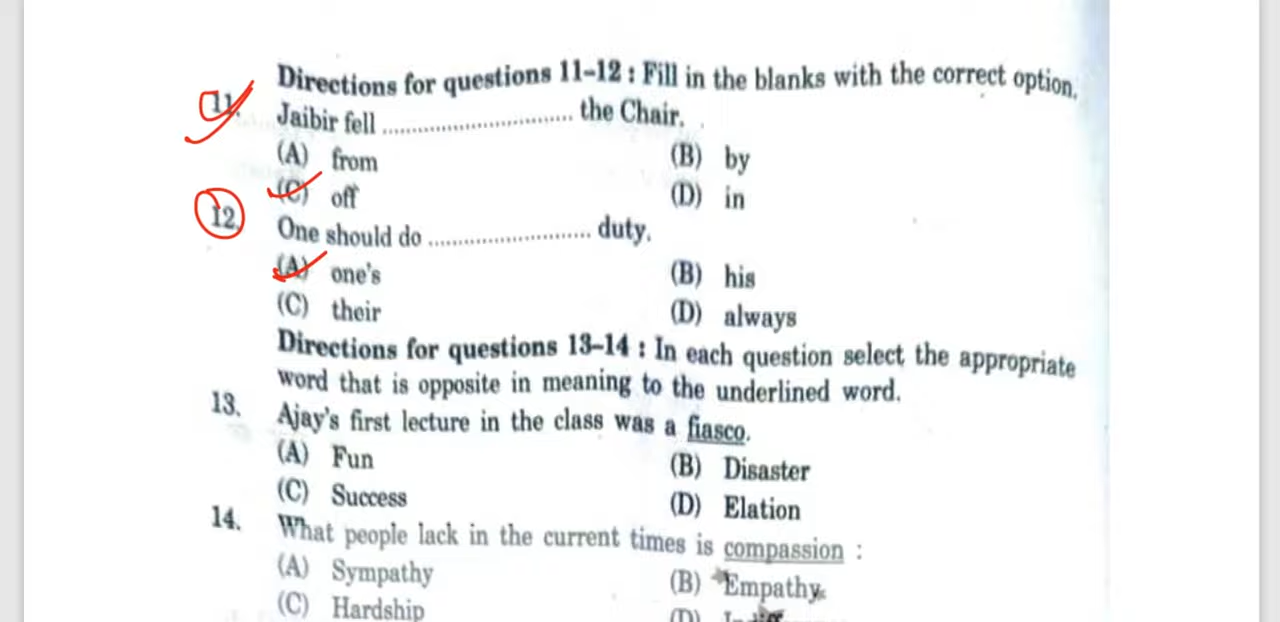 Directions for questions 11-12 : Fill in the blanks with the correct option.
11. Jaibir fell .............................. the Chair.
(A) from (B) by
(C) off (D) in
12. One should do .......................... duty.
(A) one's (B) his
(C) their (D) always
Directions for questions 13-14 : In each question select the appropriate
word that is opposite in meaning to the underlined word.
13. Ajay's first lecture in the class was a fiasco.
(A) Fun (B) Disaster
(C) Success (D) Elation
14. What people lack in the current times is compassion :
(A) Sympathy (B) Empathy
(C) Hardship (D)